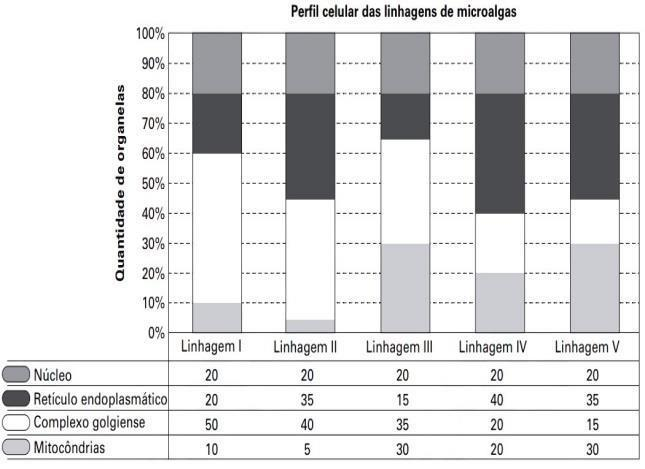 Perfil celular das linhagens de microalgas
Quantidade de organelas
100%
90%
80%
70%
60%
50%
40%
30%
20%
10%
0%
Linhagem I Linhagem II Linhagem III Linhagem IV Linhagem V
Núcleo 20 20 20 20 20
Retículo endoplasmático 20 35 15 40 35
Complexo golgiense 50 40 35 20 15
Mitocôndrias 10 5 30 20 30